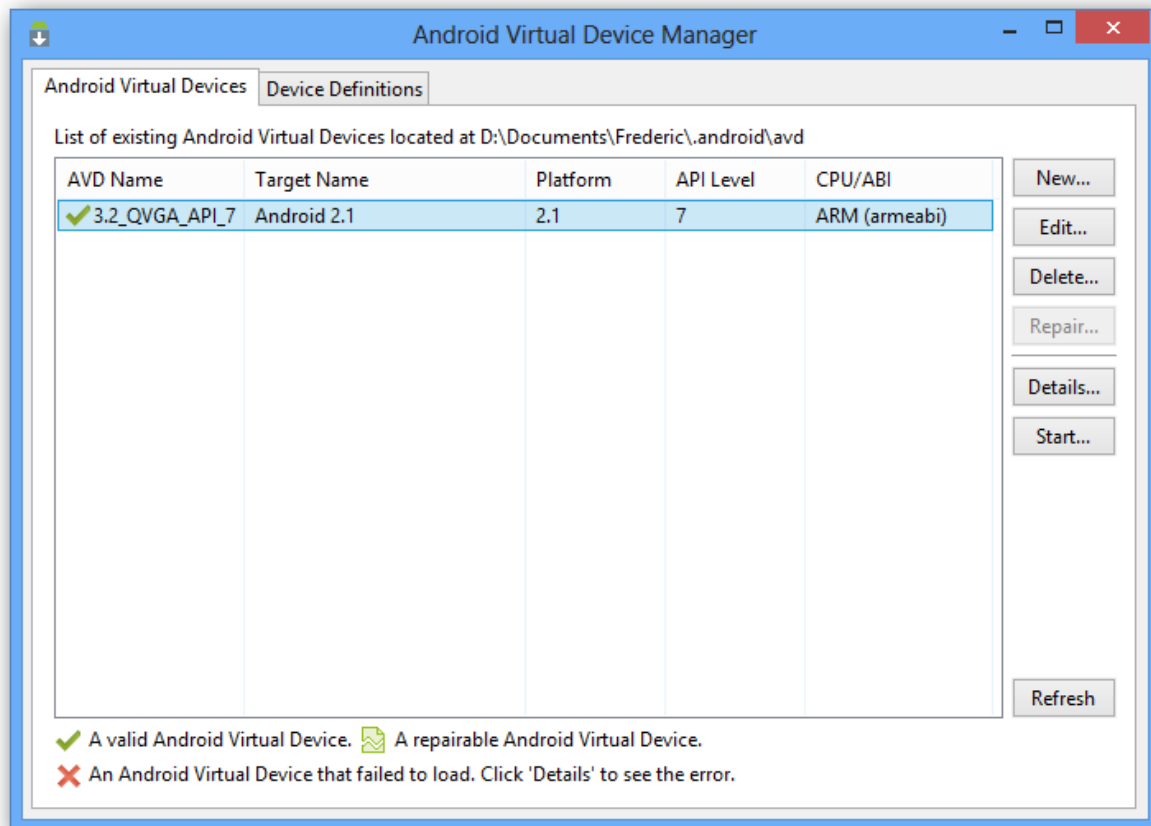 Android Virtual Device Manager
Android Virtual Devices Device Definitions
List of existing Android Virtual Devices located at D:\Documents\Frederic\.android\avd
AVD Name Target Name Platform API Level CPU/ABI
3.2_QVGA_API_7 Android 2.1 2.1 7 ARM (armeabi)
New...
Edit...
Delete...
Repair...
Details...
Start...
Refresh
A valid Android Virtual Device. A repairable Android Virtual Device.
An Android Virtual Device that failed to load. Click 'Details' to see the error.